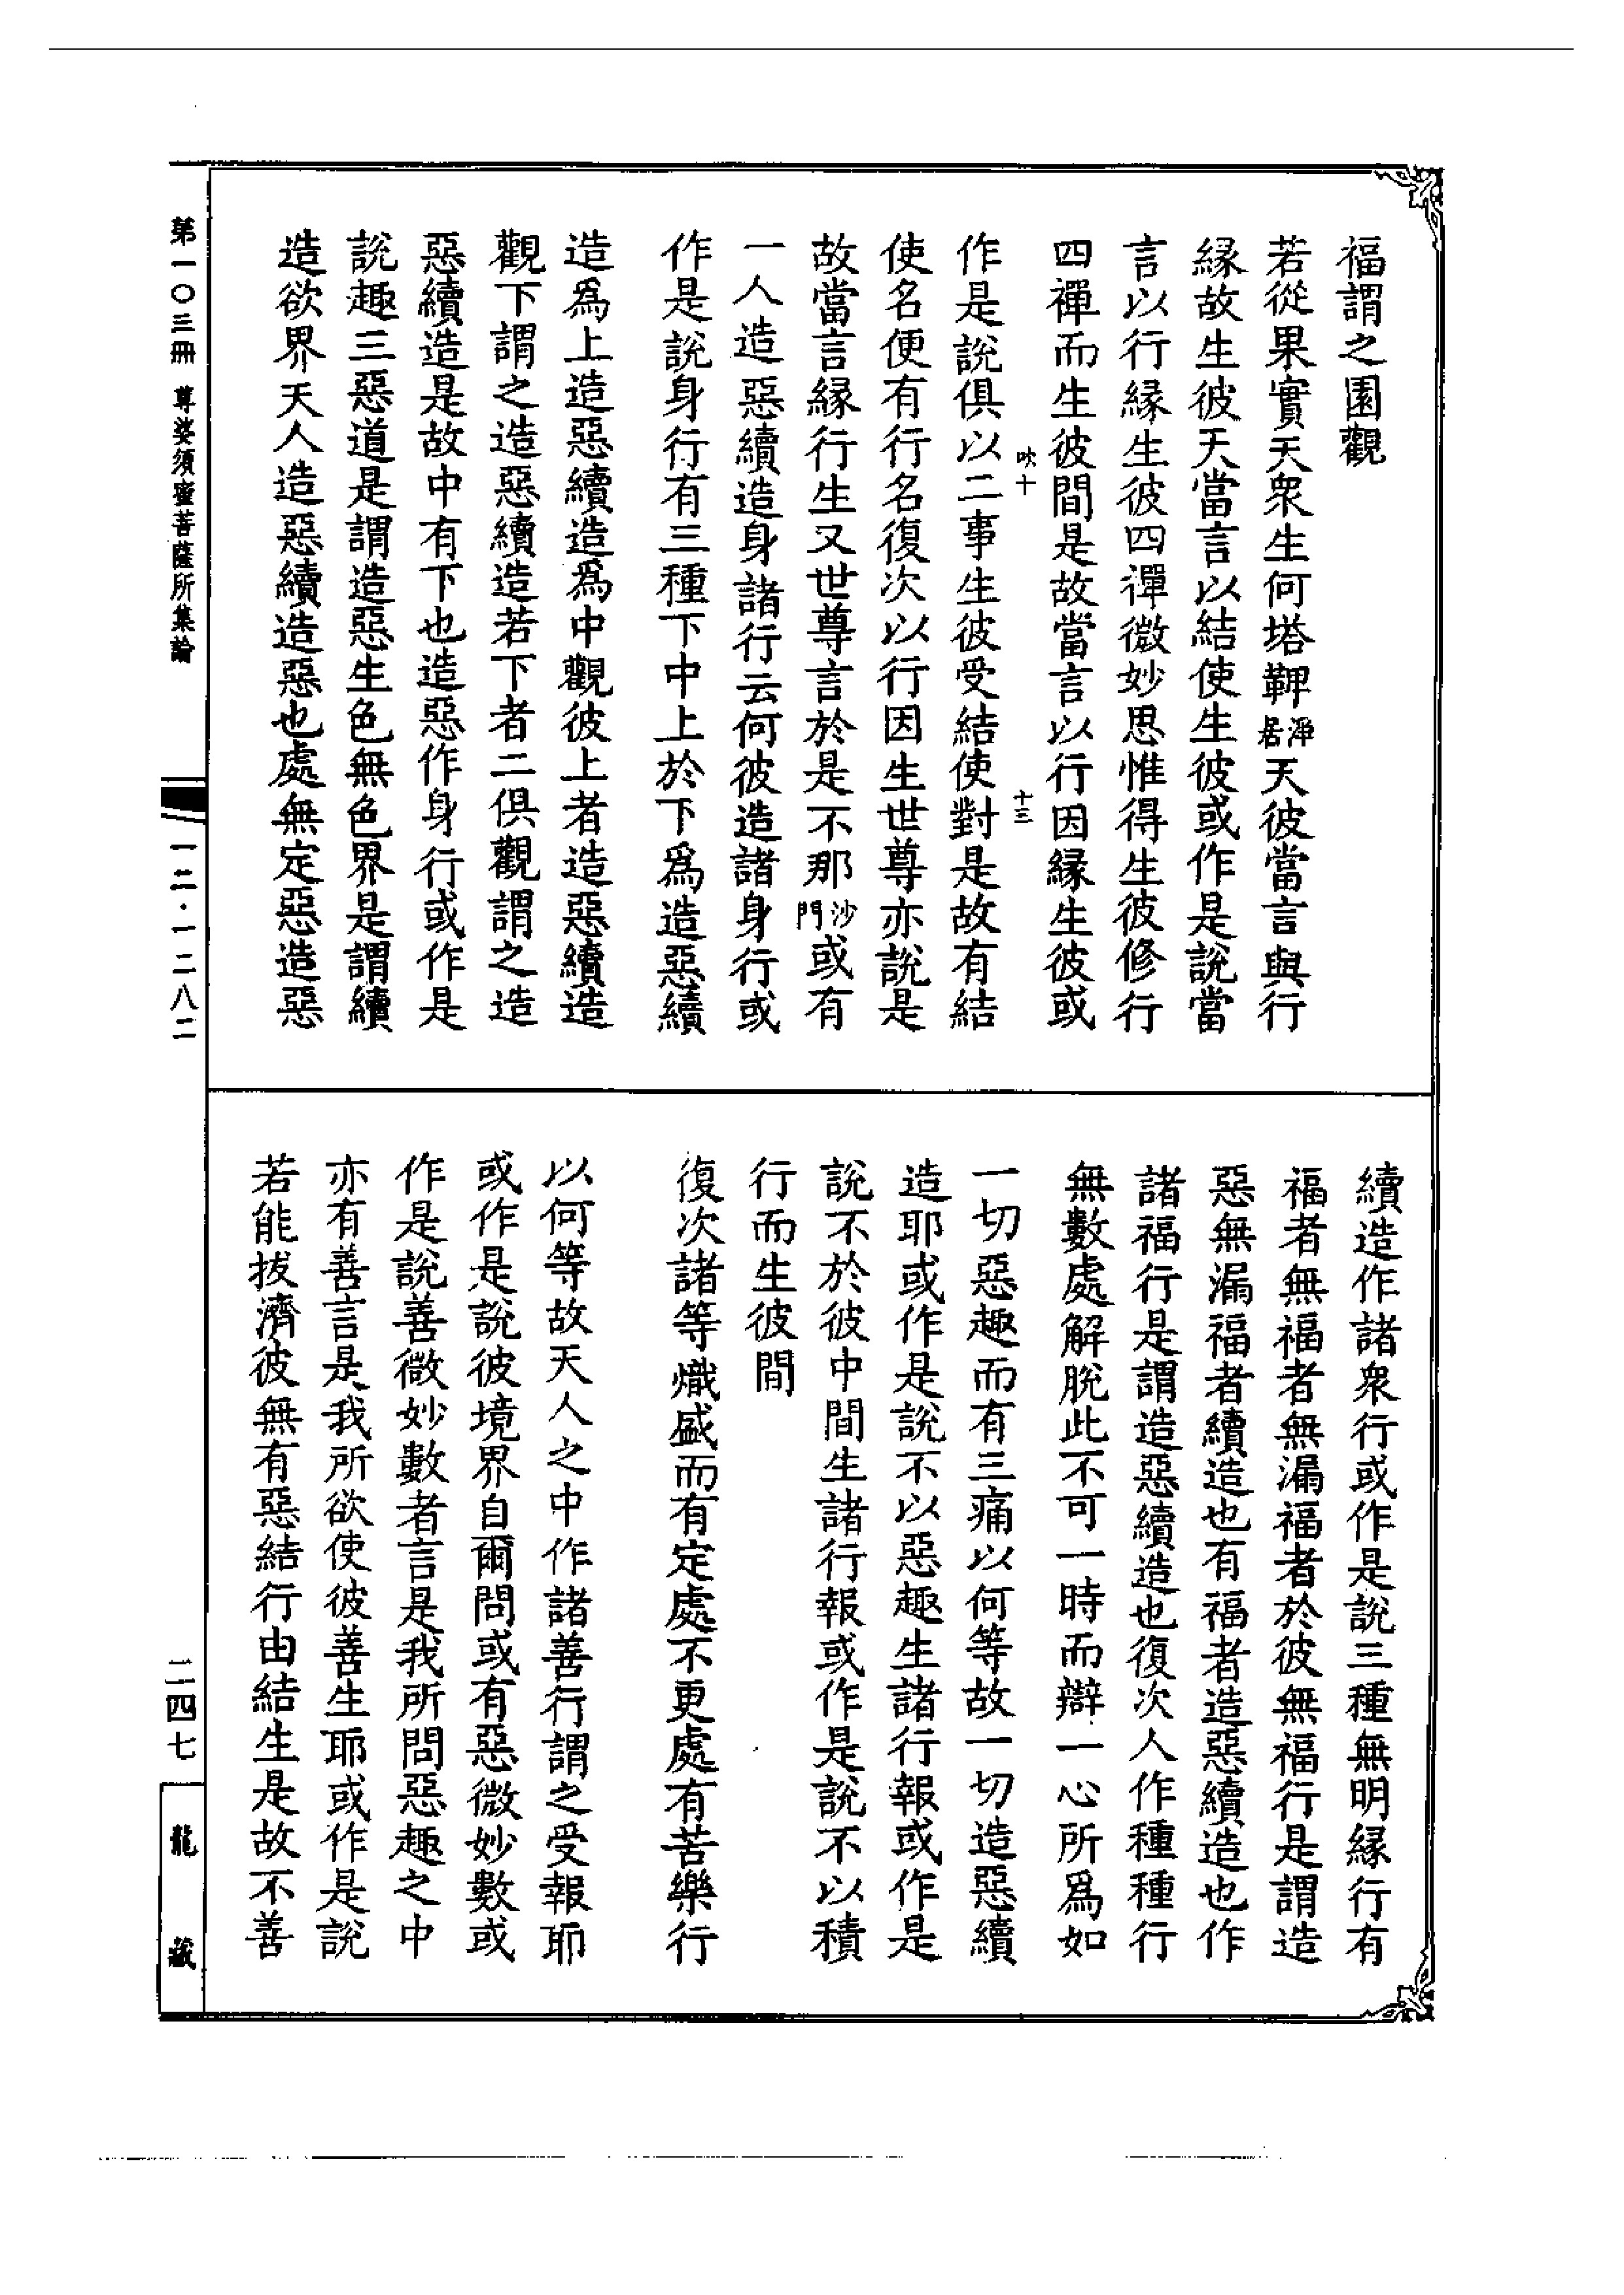 福謂之園觀
若從果實天衆生何塔鞞淨居天彼當言與行
緣故生彼天當言以結使生彼或作是說當
言以行緣生彼四禪微妙思惟得生彼修行
四禪而生彼間是故當言以行因緣生彼或
吹十
十三
作是說俱以二事生彼受結使對是故有結
使名便有行名復次以行因生世尊亦說是
故當言緣行生又世尊言於是不那沙門或有
一人造惡續造身諸行云何彼造諸身行或
作是說身行有三種下中上於下爲造惡續
造爲上造惡續造爲中觀彼上者造惡續造
觀下謂之造惡續造若下者二俱觀謂之造
惡續造是故中有下也造惡作身行或作是
說趣三惡道是謂造惡生色無色界是謂續
造欲界天人造惡續造惡也處無定惡造惡
續造作諸衆行或作是說三種無明緣行有
福者無福者無漏福者於彼無福行是謂造
惡無漏福者續造也有福者造惡續造也作
諸福行是謂造惡續造也復次人作種種行
無數處解脫此不可一時而辯一心所爲如
一切惡趣而有三痛以何等故一切造惡續
造耶或作是說不以惡趣生諸行報或作是
說不於彼中間生諸行報或作是說不以積
行而生彼間
復次諸等熾盛而有定處不更處有苦樂行
以何等故天人之中作諸善行謂之受報耶
或作是說彼境界自爾問或有惡微妙數或
作是說善微妙數者言是我所問惡趣之中
亦有善言是我所欲使彼善生耶或作是說
若能拔濟彼無有惡結行由結生是故不善
第一〇三冊 尊婆須蜜菩薩所集論
一二·一二八二
二四七
龍藏